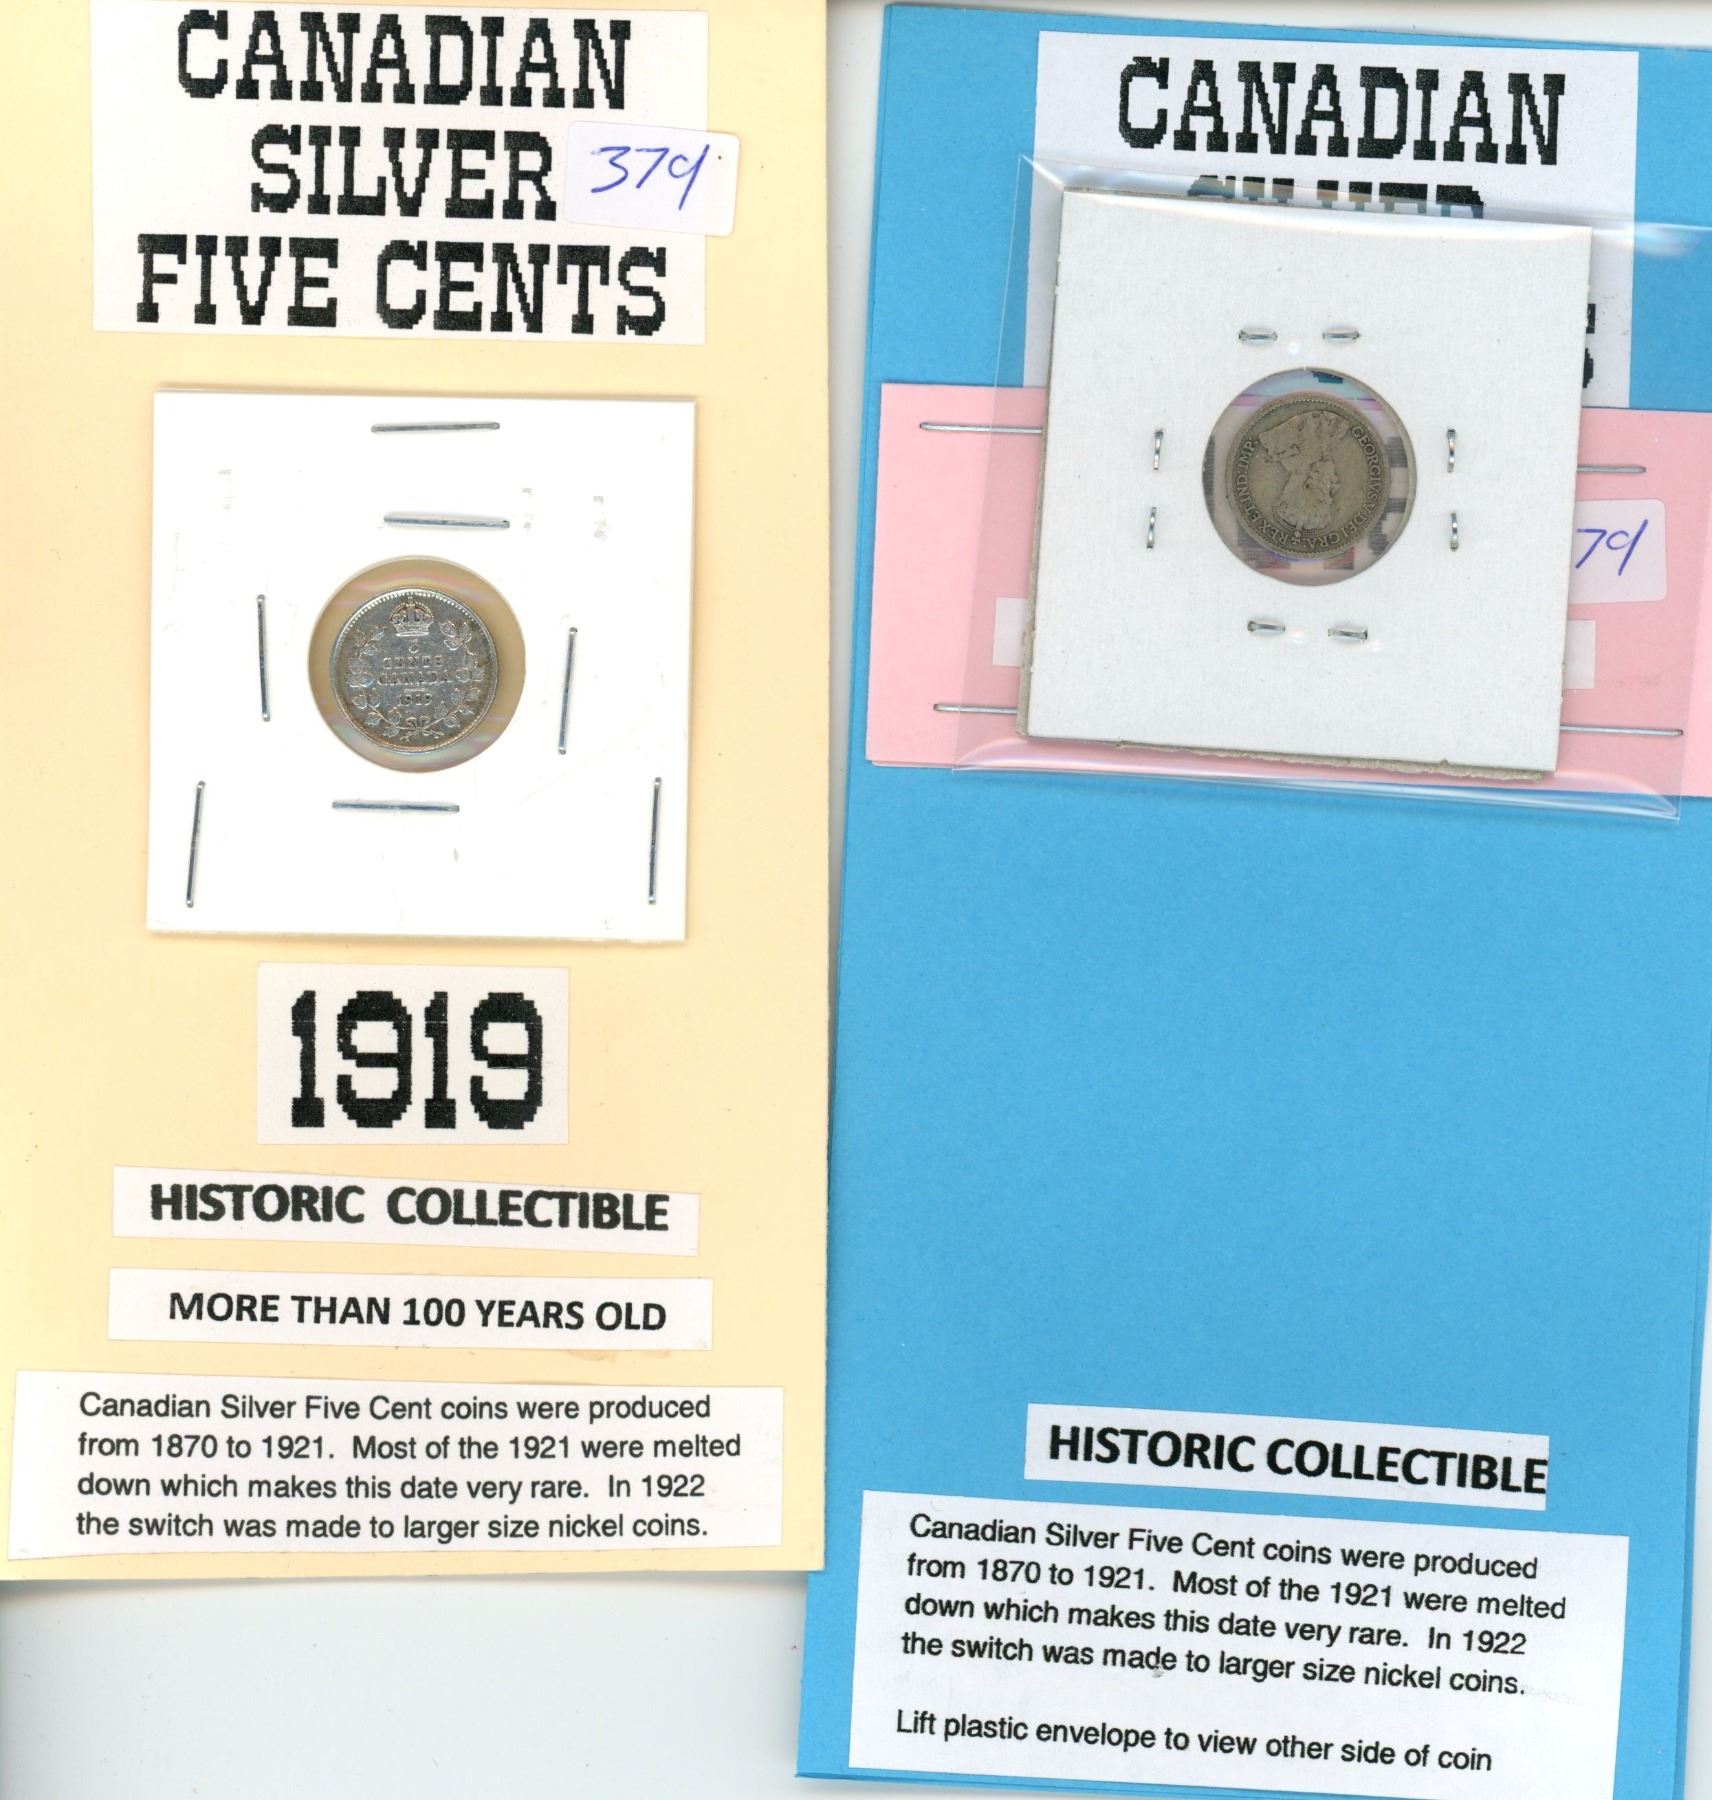 CANADIAN
SILVER
379
FIVE CENTS
5
CENTS
CANADA
1919
1919
HISTORIC COLLECTIBLE
MORE THAN 100 YEARS OLD
Canadian Silver Five Cent coins were produced
from 1870 to 1921. Most of the 1921 were melted
down which makes this date very rare. In 1922
the switch was made to larger size nickel coins.
CANADIAN
SILVER
GEORGIVS V DEI GRA: REX ET IND: IMP:
79
HISTORIC COLLECTIBLE
Canadian Silver Five Cent coins were produced
from 1870 to 1921. Most of the 1921 were melted
down which makes this date very rare. In 1922
the switch was made to larger size nickel coins.
Lift plastic envelope to view other side of coin